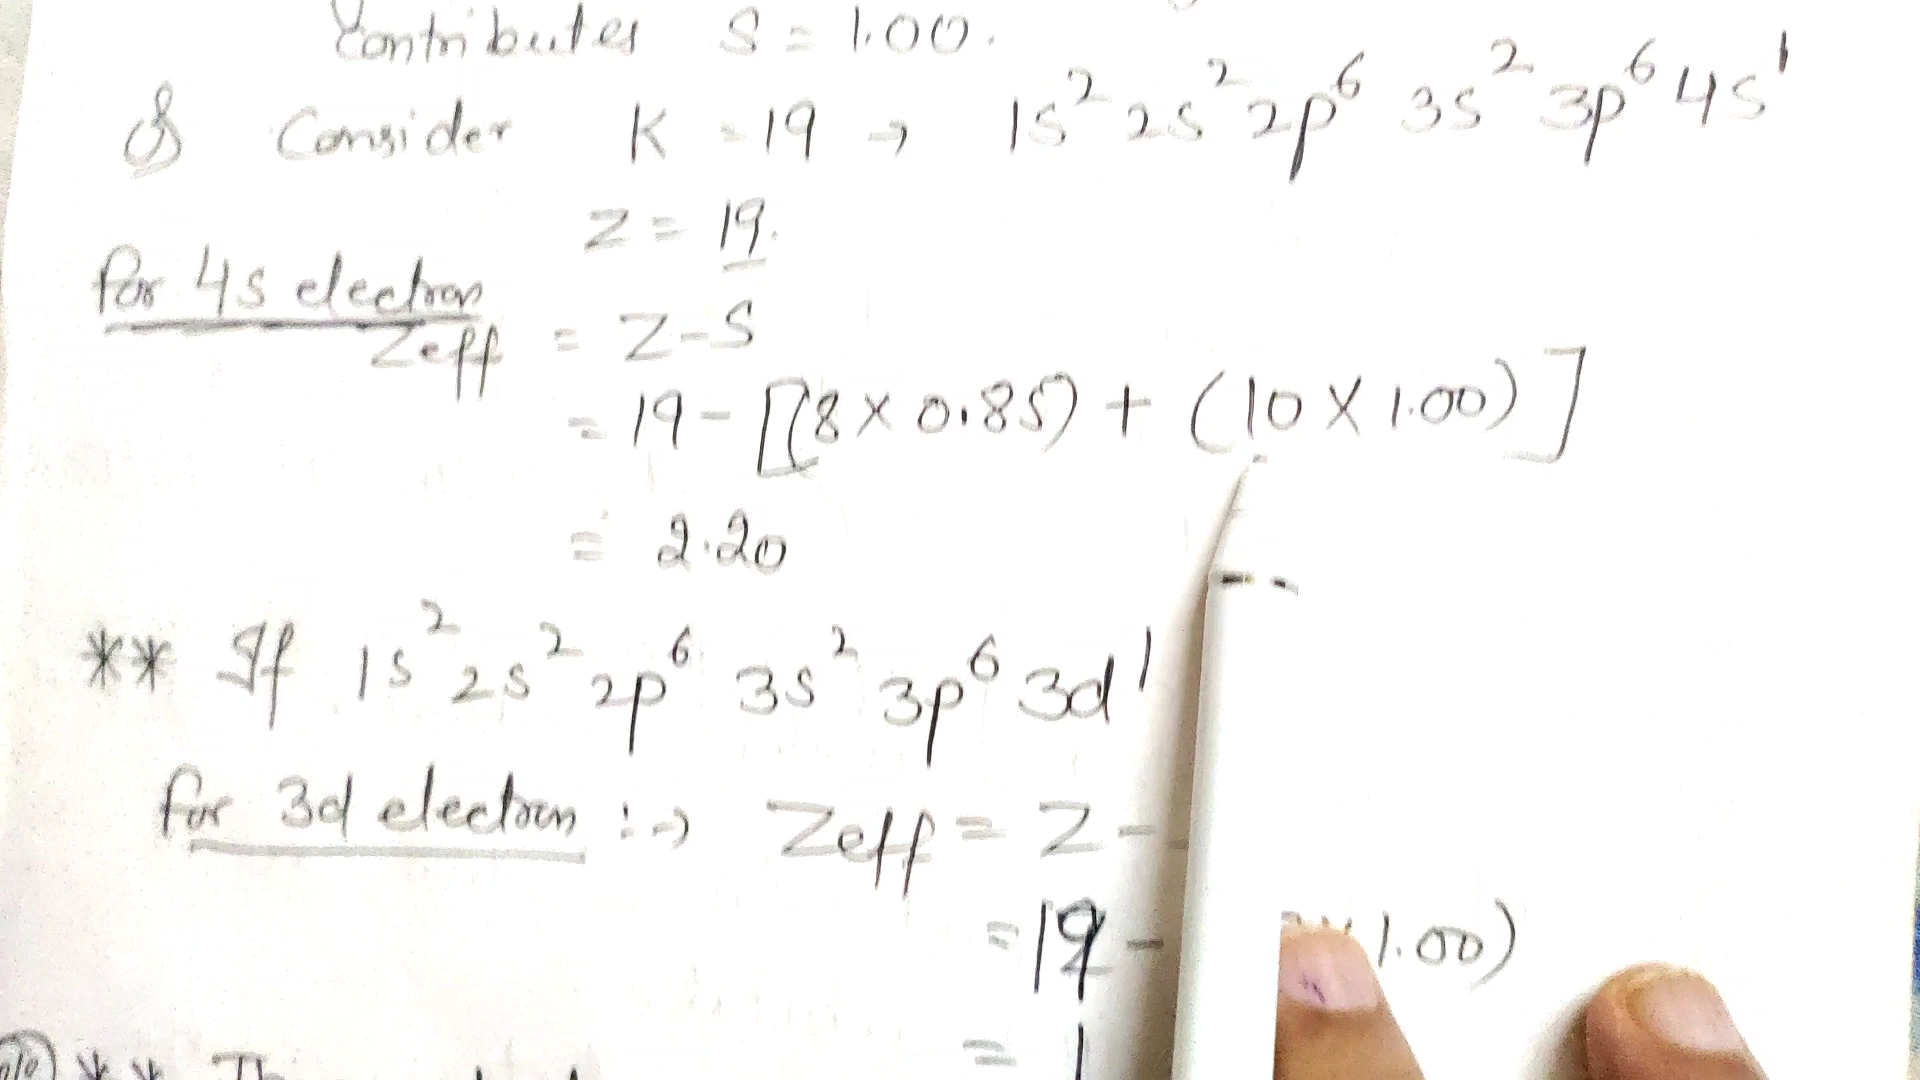 Contributes S = 1.00.
Consider K = 19 → 1s² 2s² 2p⁶ 3s² 3p⁶ 4s¹
Z = 19.
for 4s electron
Zeff = Z-S
= 19 - [(8 × 0.85) + (10 × 1.00)]
= 2.20
** If 1s² 2s² 2p⁶ 3s² 3p⁶ 3d¹
for 3d electron :→ Zeff = Z -
= 19 - 1.00)
= 1
**